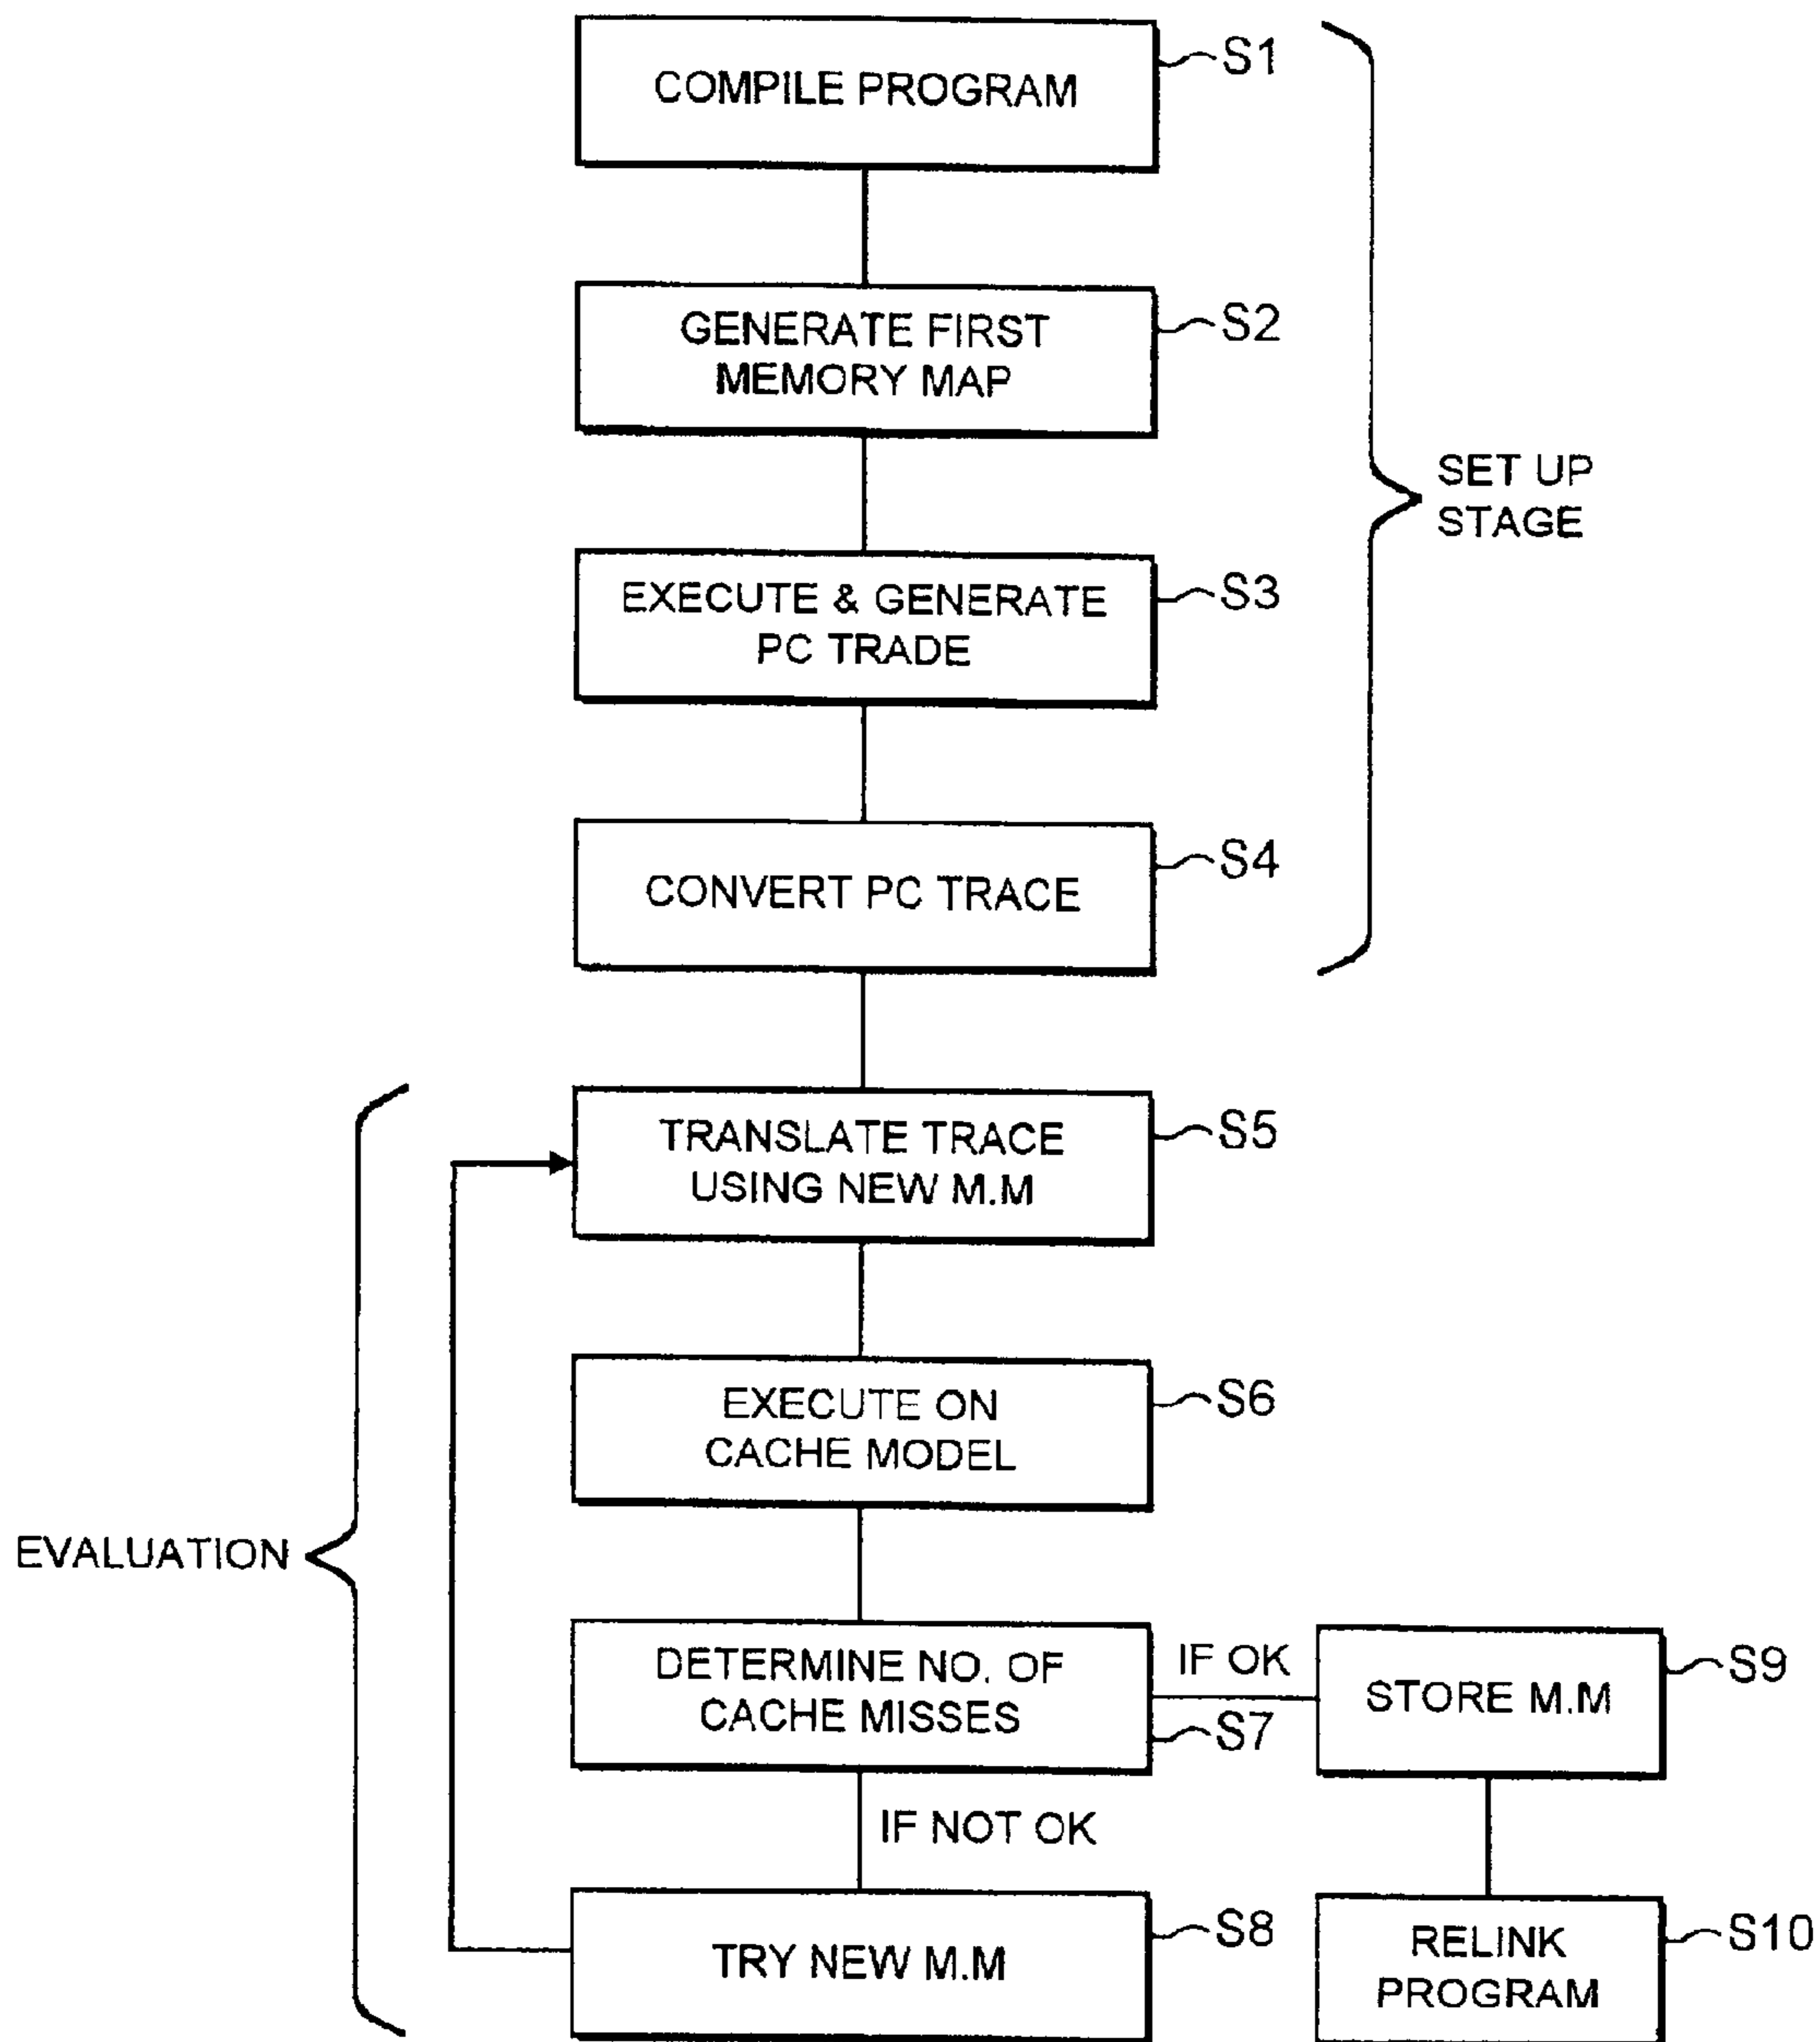 COMPILE PROGRAM
S1
GENERATE FIRST
MEMORY MAP
S2
EXECUTE & GENERATE
PC TRADE
S3
SET UP
STAGE
CONVERT PC TRACE
S4
TRANSLATE TRACE
USING NEW M.M
S5
EXECUTE ON
CACHE MODEL
S6
EVALUATION
DETERMINE NO. OF
CACHE MISSES
S7
IF OK
STORE M.M
S9
IF NOT OK
TRY NEW M.M
S8
RELINK
PROGRAM
S10